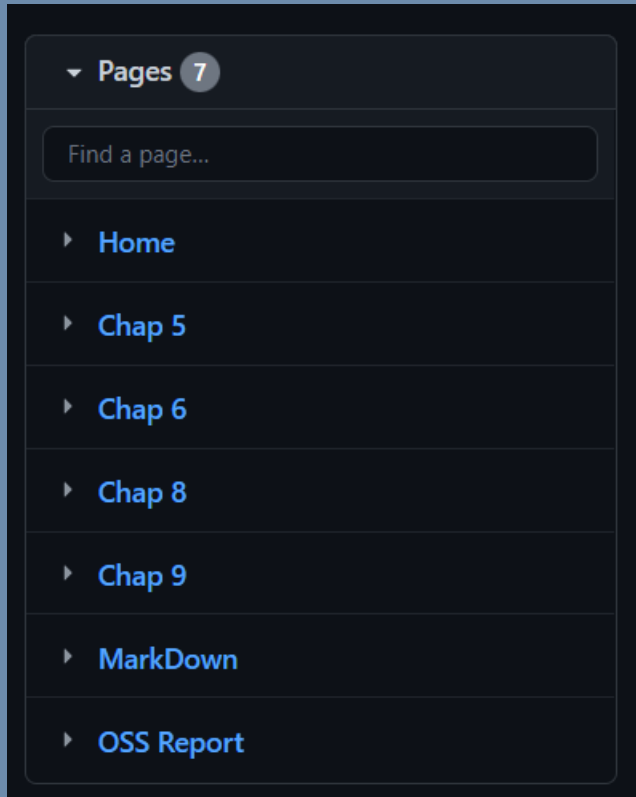 Pages 7
Find a page...
Home
Chap 5
Chap 6
Chap 8
Chap 9
MarkDown
OSS Report